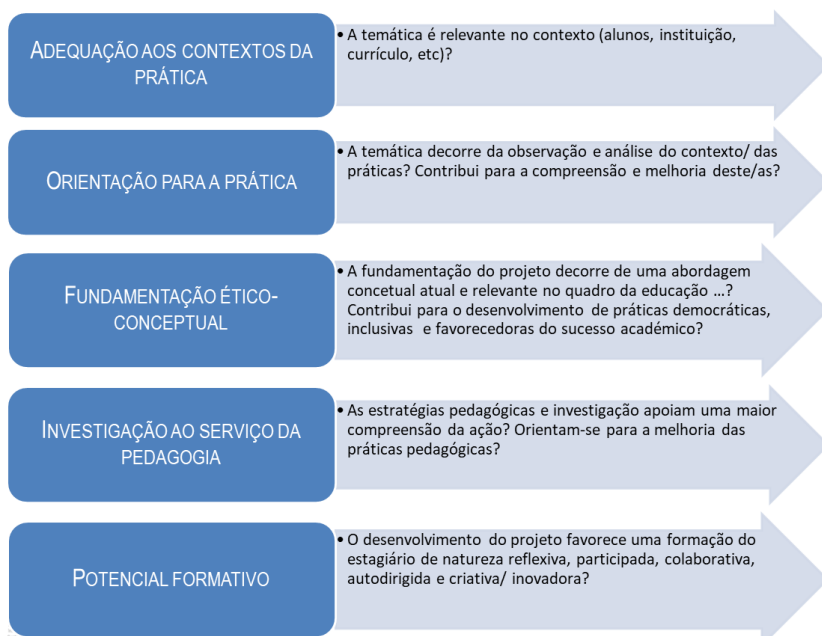 ADEQUAÇÃO AOS CONTEXTOS DA
PRÁTICA
• A temática é relevante no contexto (alunos, instituição,
currículo, etc)?
ORIENTAÇÃO PARA A PRÁTICA
• A temática decorre da observação e análise do contexto/ das
práticas? Contribui para a compreensão e melhoria deste/as?
FUNDAMENTAÇÃO ÉTICO-
CONCEPTUAL
• A fundamentação do projeto decorre de uma abordagem
concetual atual e relevante no quadro da educação ...?
Contribui para o desenvolvimento de práticas democráticas,
inclusivas e favorecedoras do sucesso académico?
INVESTIGAÇÃO AO SERVIÇO DA
PEDAGOGIA
• As estratégias pedagógicas e investigação apoiam uma maior
compreensão da ação? Orientam-se para a melhoria das
práticas pedagógicas?
POTENCIAL FORMATIVO
• O desenvolvimento do projeto favorece uma formação do
estagiário de natureza reflexiva, participada, colaborativa,
autodirigida e criativa/ inovadora?